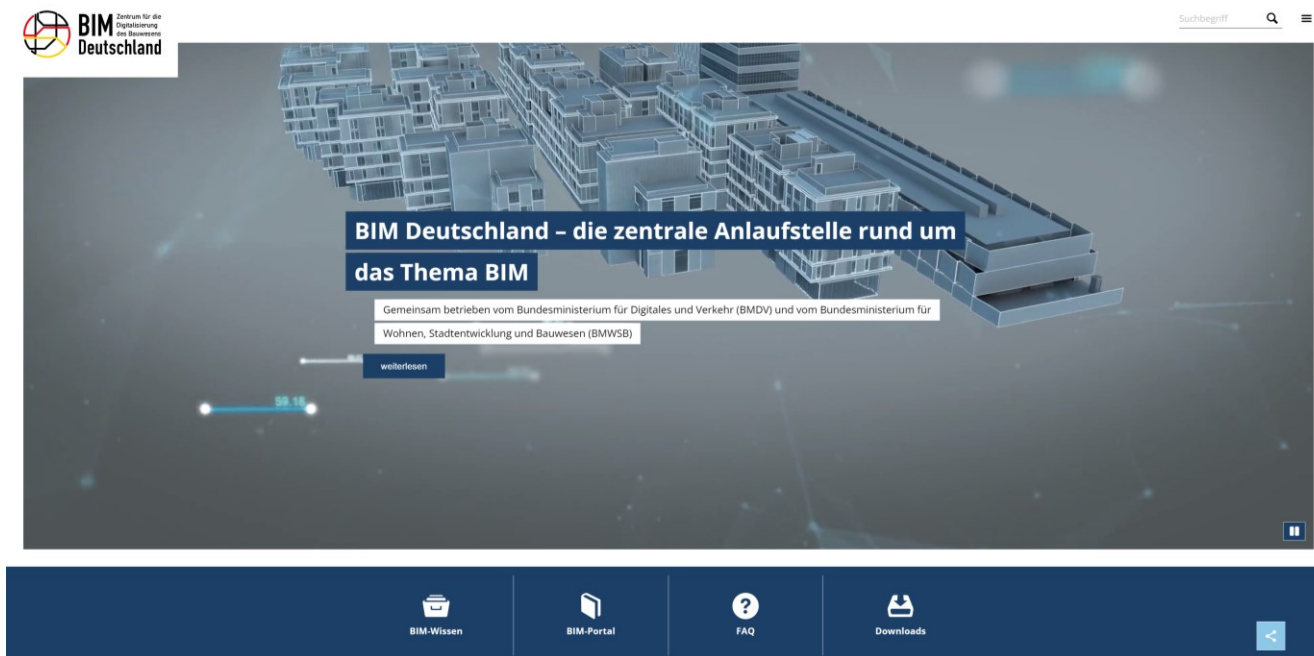 BIM
Zentrum für die
Digitalisierung
des Bauwesens
Deutschland
Suchbegriff
BIM Deutschland – die zentrale Anlaufstelle rund um
das Thema BIM
Gemeinsam betrieben vom Bundesministerium für Digitales und Verkehr (BMDV) und vom Bundesministerium für
Wohnen, Stadtentwicklung und Bauwesen (BMWSB)
weiterlesen
59.16
BIM-Wissen
BIM-Portal
FAQ
Downloads